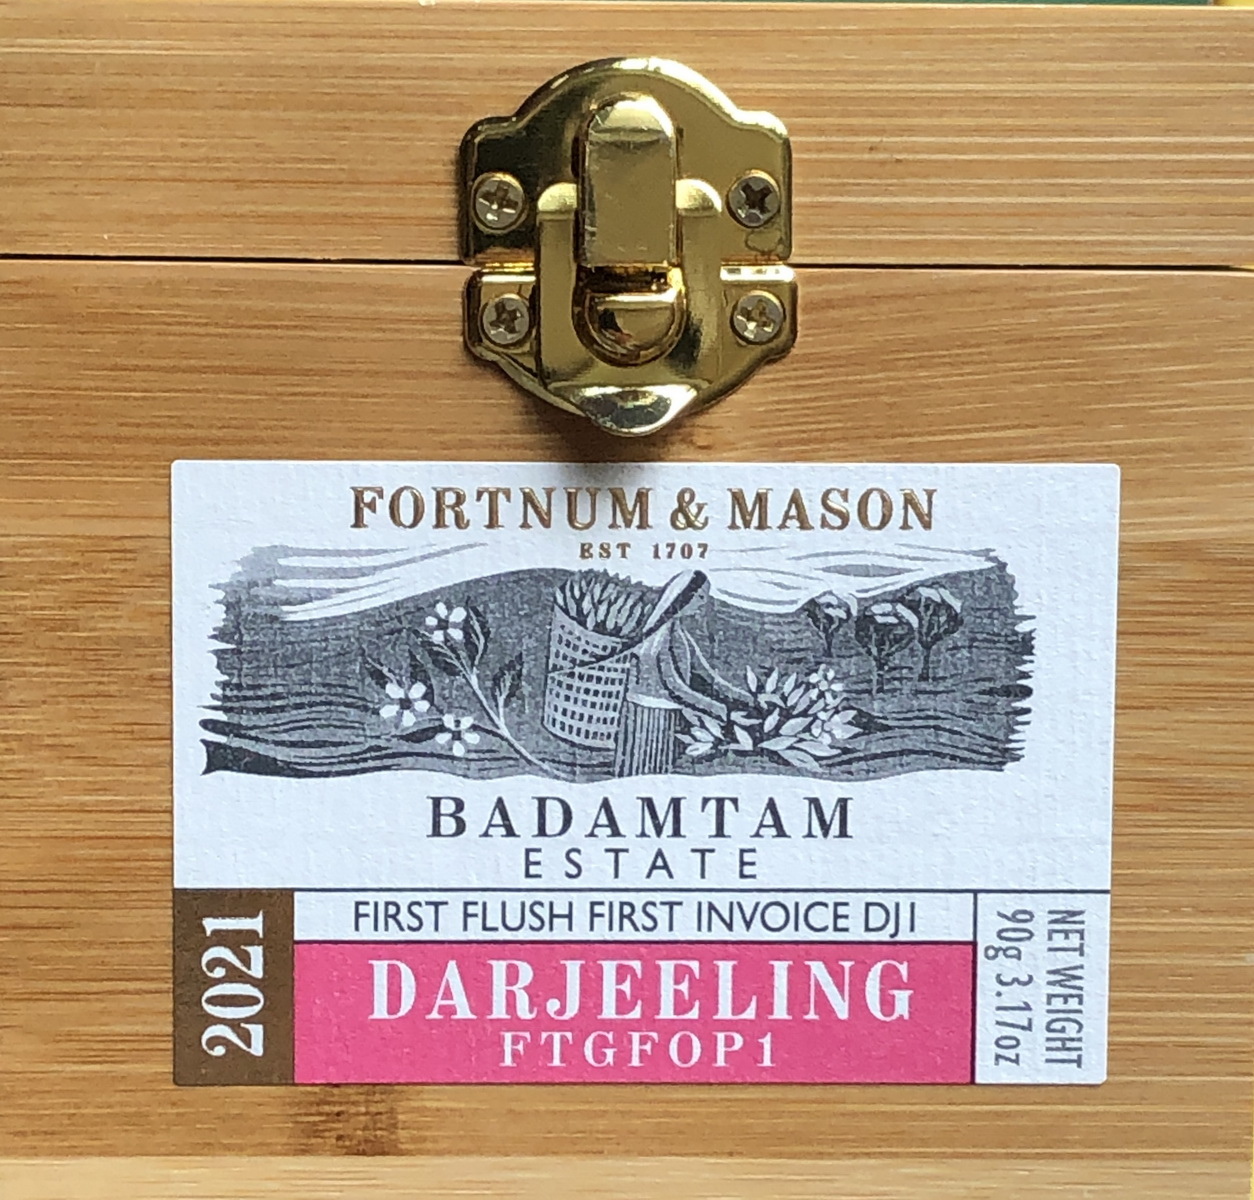 FORTNUM & MASON
EST 1707
BADAMTAM
ESTATE
2021
FIRST FLUSH FIRST INVOICE DJ1
DARJEELING
FTGFOP1
NET WEIGHT
90g 3.17oz